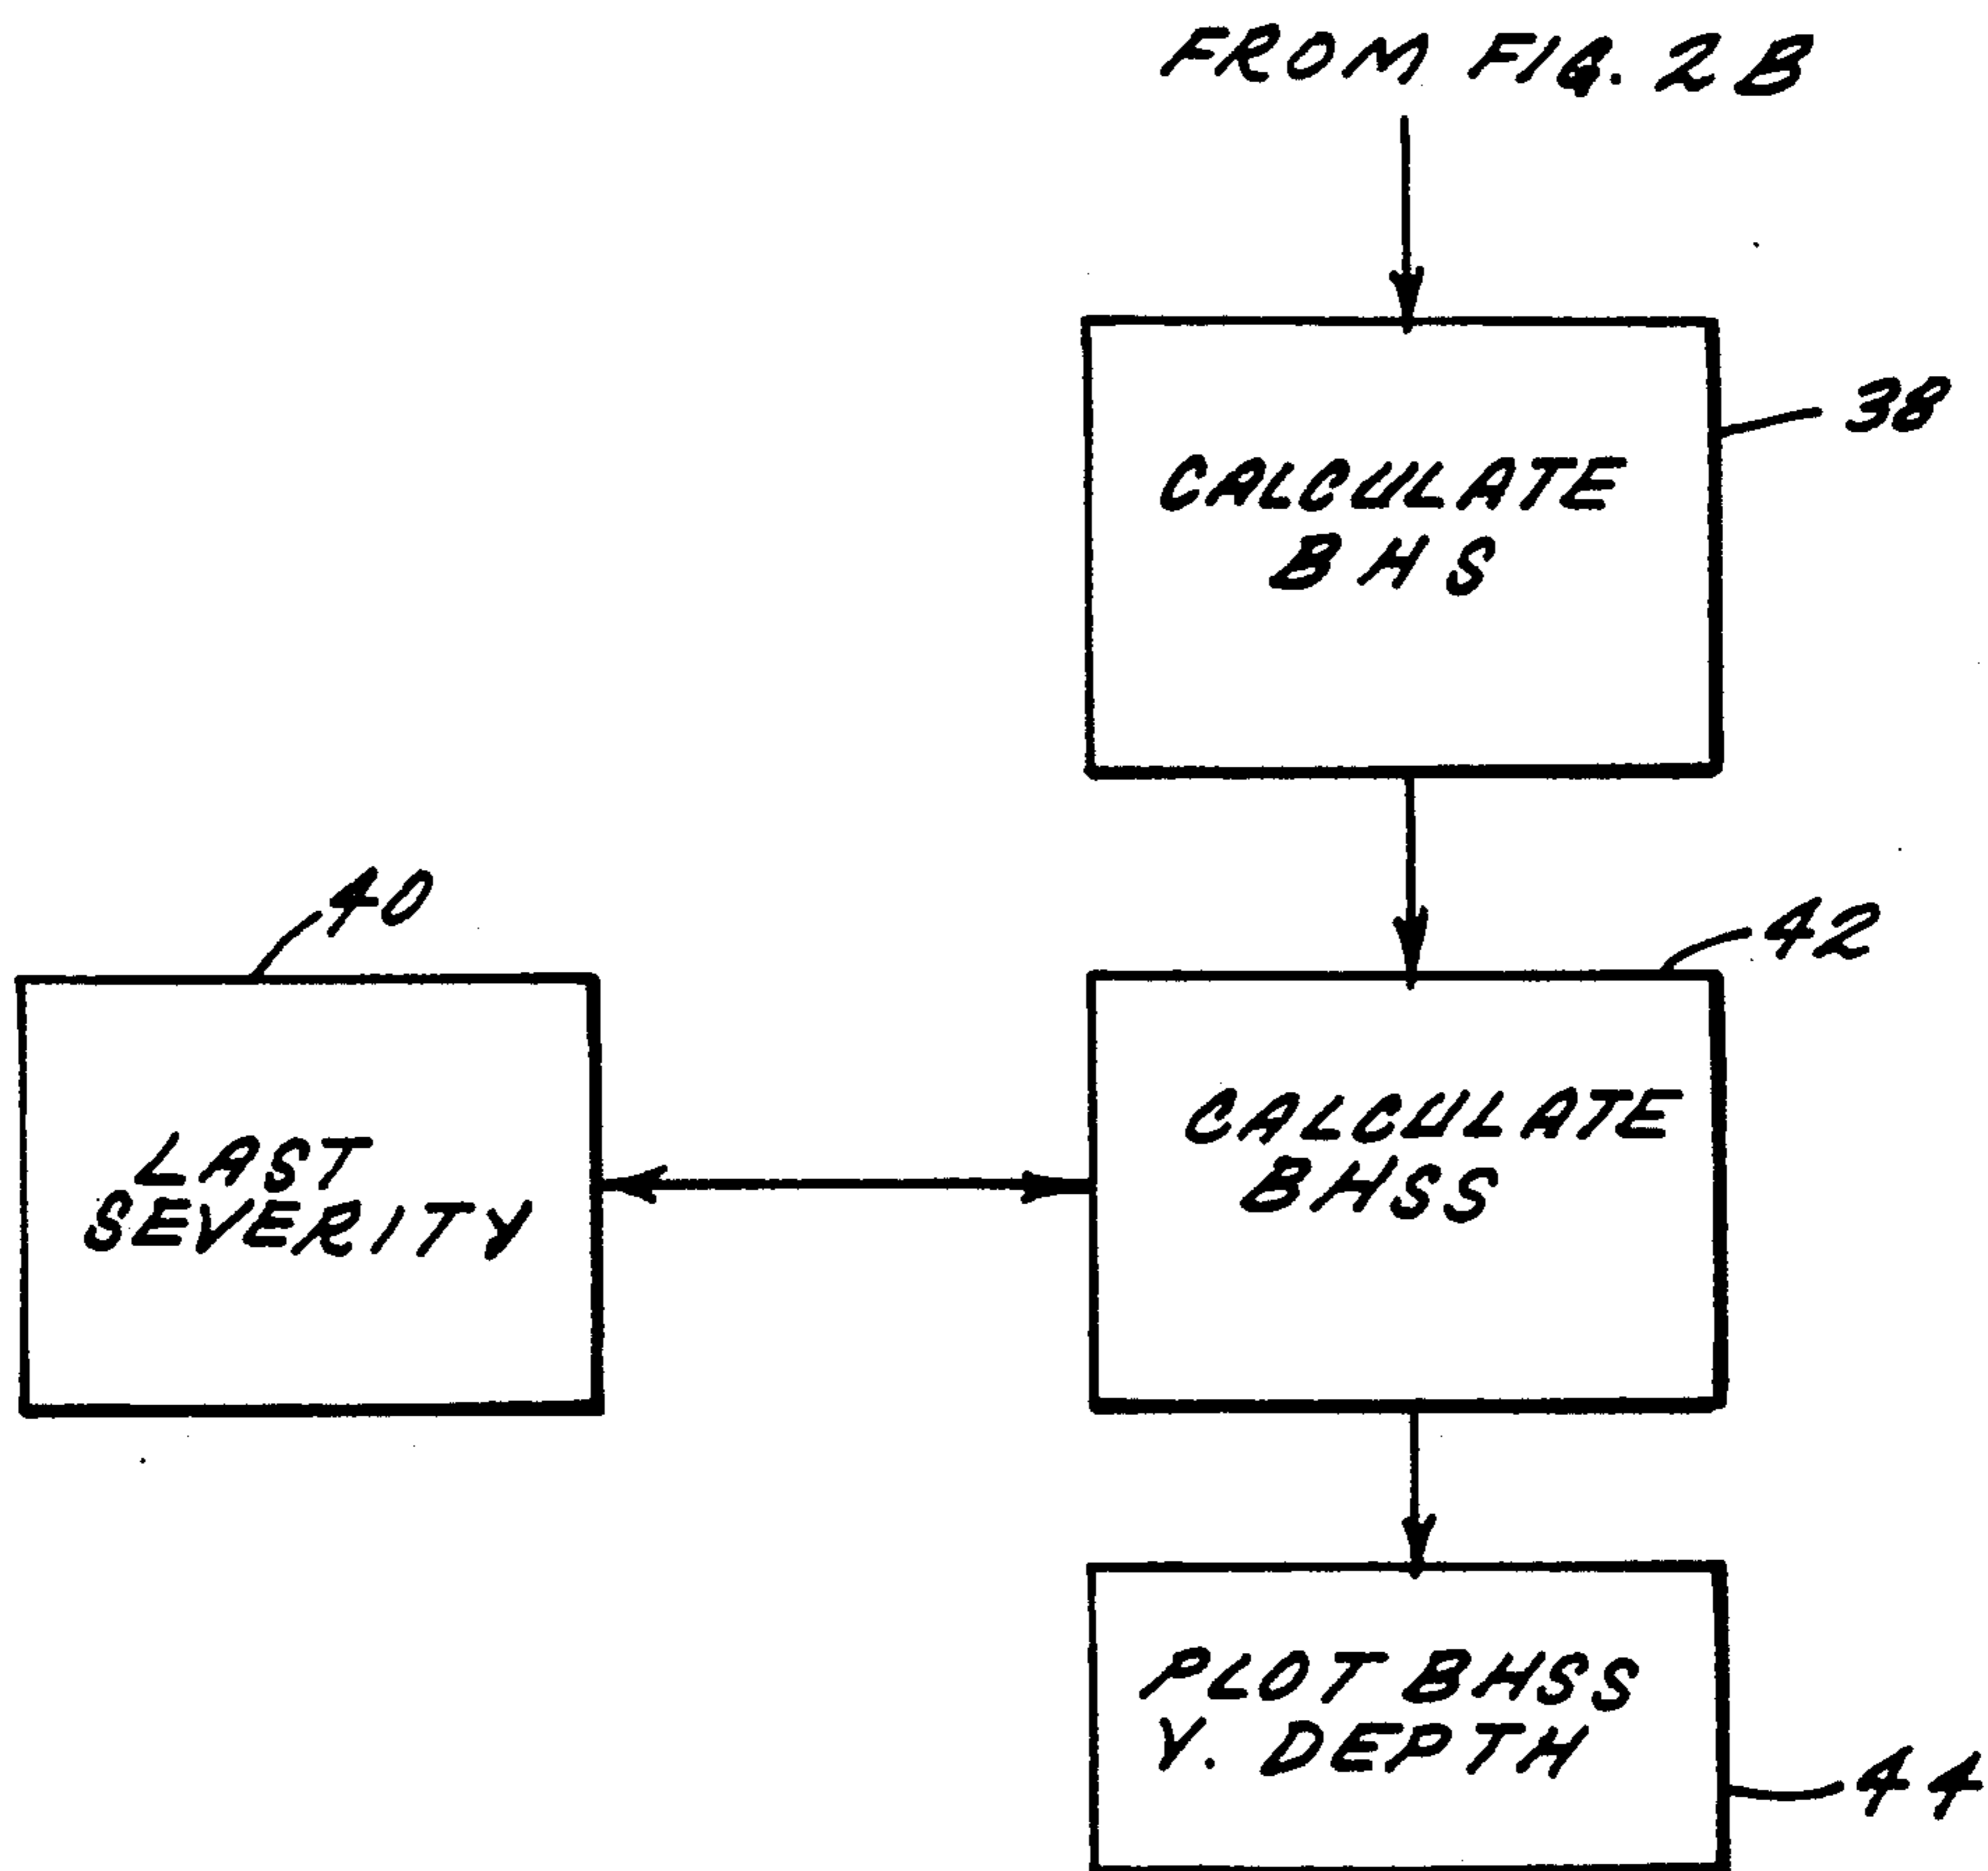 FROM FIG. 2B
38
CALCULATE
BHS
40
42
LAST
SEVERITY
CALCULATE
BHSS
PLOT BHSS
V. DEPTH
44